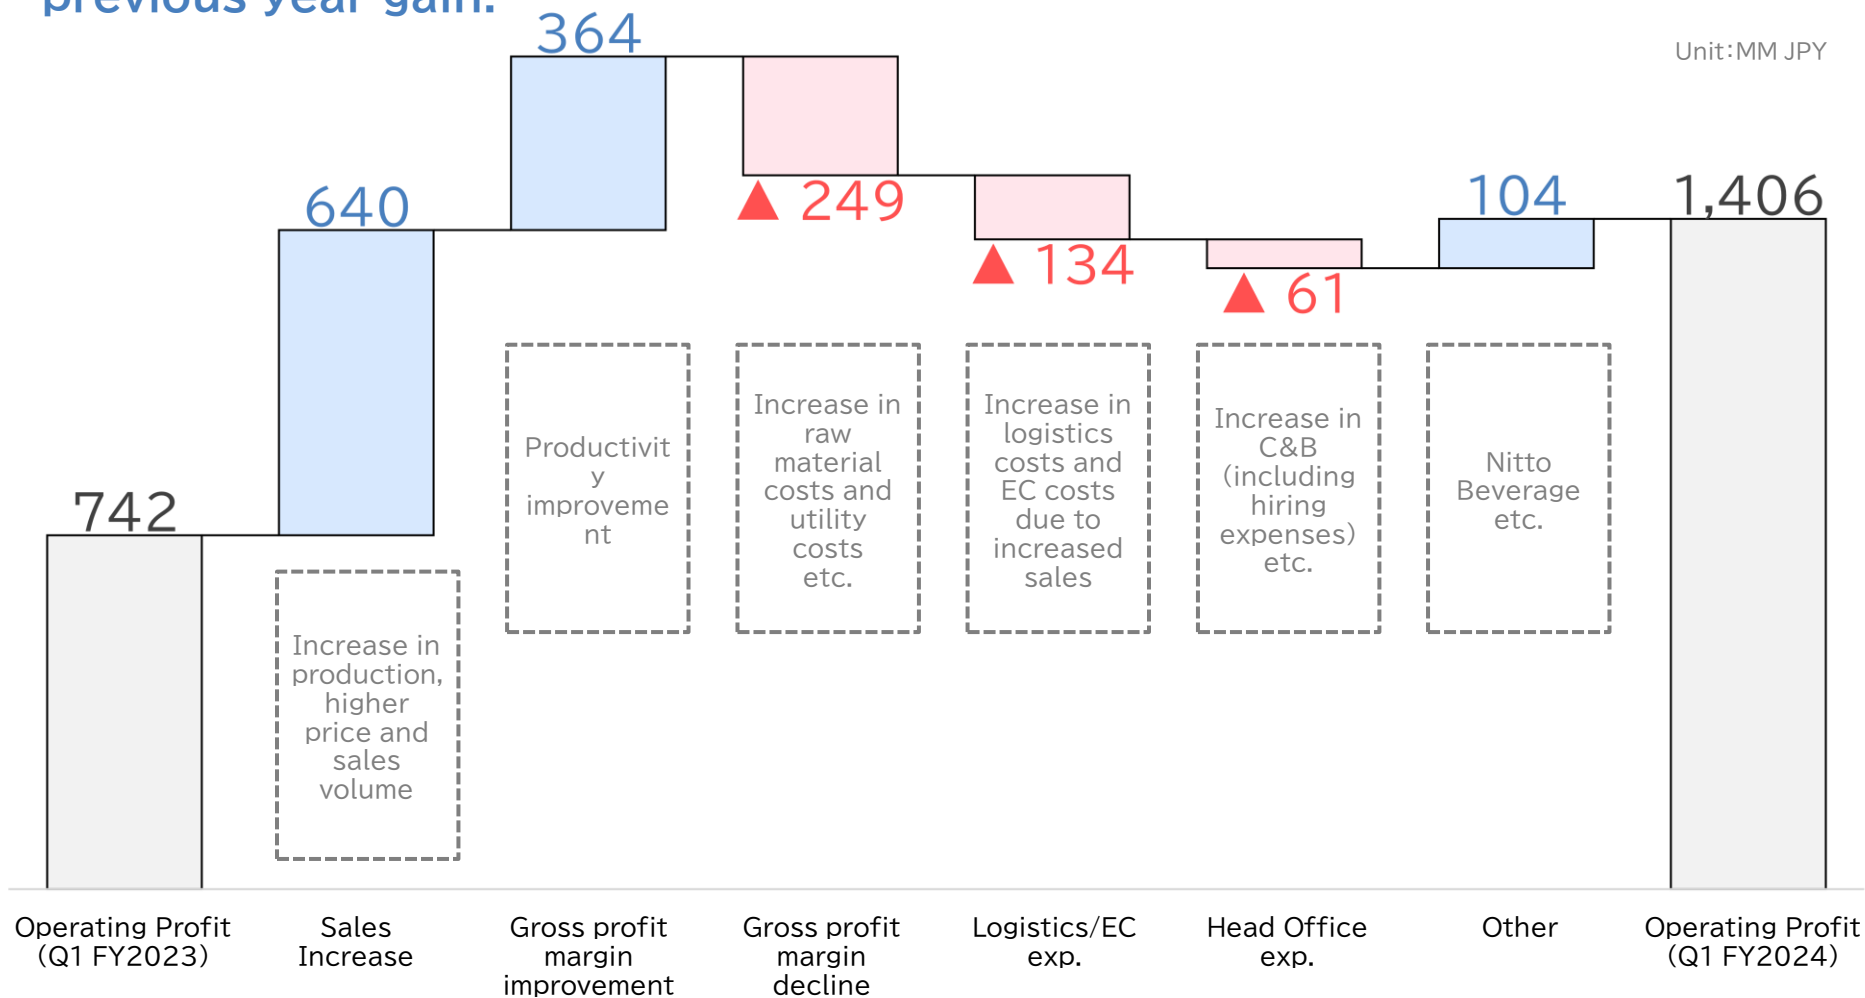 previous year gain.
Unit:MM JPY
742
640
364
▲ 249
▲ 134
▲ 61
104
1,406
Increase in
production,
higher
price and
sales
volume
Productivit
y
improveme
nt
Increase in
raw
material
costs and
utility
costs
etc.
Increase in
logistics
costs and
EC costs
due to
increased
sales
Increase in
C&B
(including
hiring
expenses)
etc.
Nitto
Beverage
etc.
Operating Profit
(Q1 FY2023)
Sales
Increase
Gross profit
margin
improvement
Gross profit
margin
decline
Logistics/EC
exp.
Head Office
exp.
Other
Operating Profit
(Q1 FY2024)